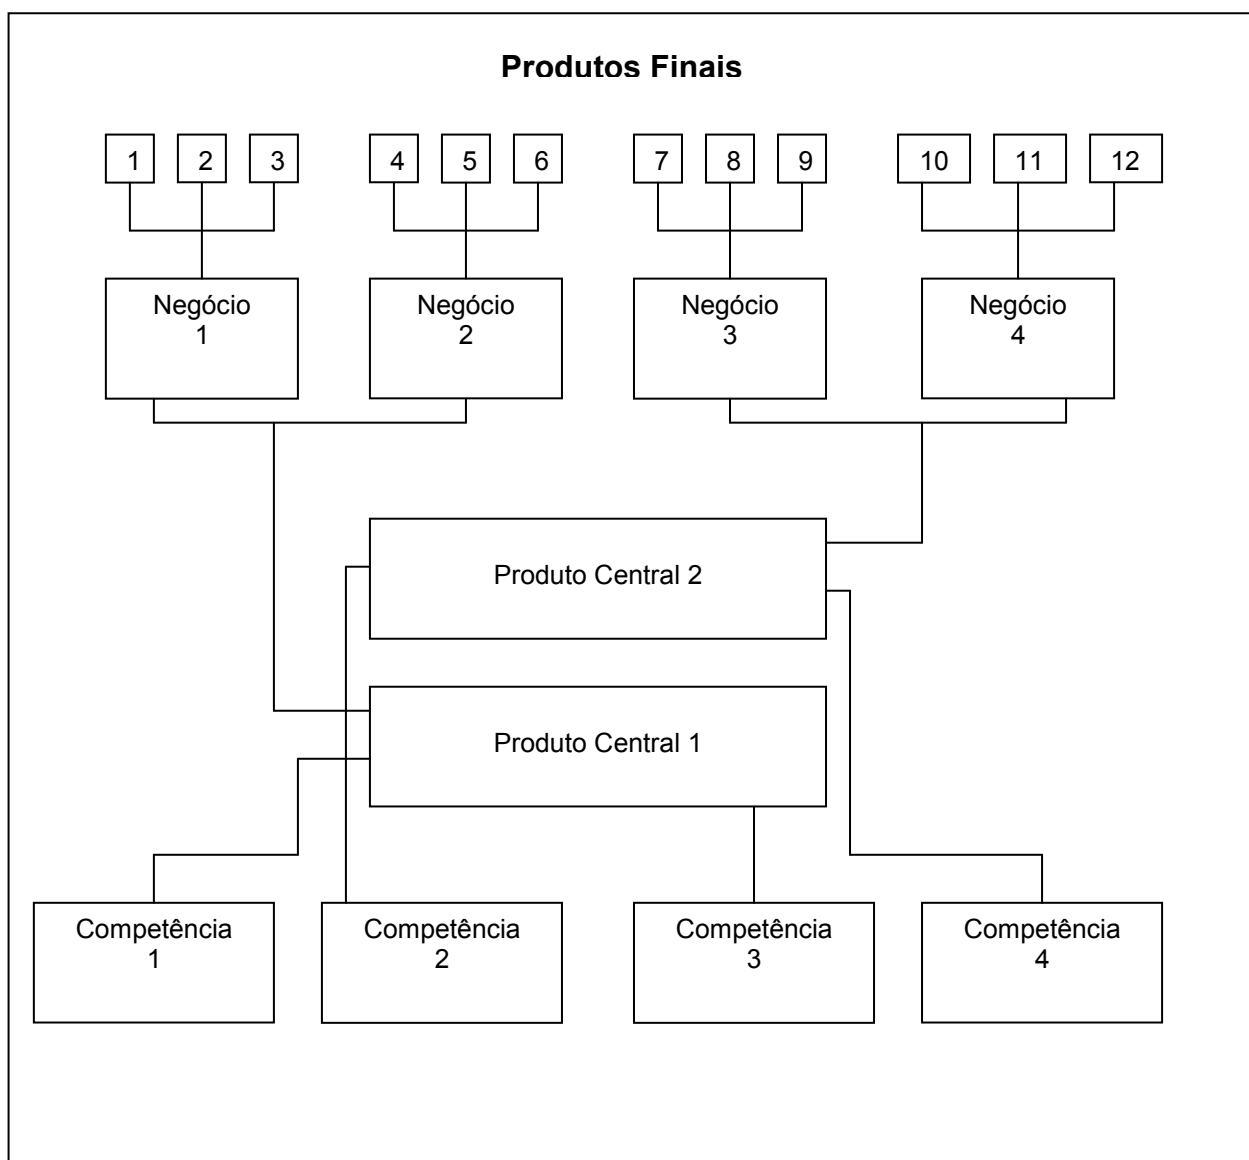 Produtos Finais
1 2 3 4 5 6 7 8 9 10 11 12
Negócio
1
Negócio
2
Negócio
3
Negócio
4
Produto Central 2
Produto Central 1
Competência
1
Competência
2
Competência
3
Competência
4